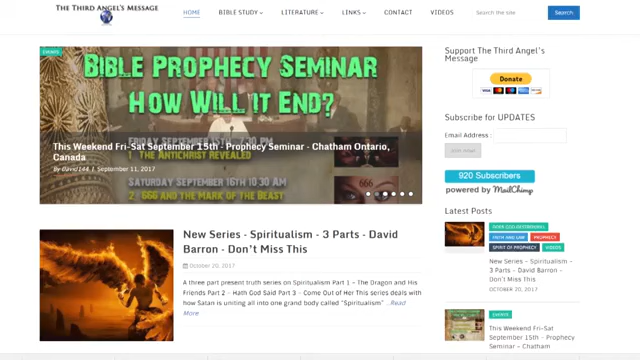 THE THIRD ANGEL'S MESSAGE
HOME
BIBLE STUDY
LITERATURE
LINKS
CONTACT
VIDEOS
Search the site
Search
EVENTS
BIBLE PROPHECY SEMINAR
HOW WILL IT END?
This Weekend Fri-Sat September 15th - Prophecy Seminar - Chatham Ontario,
Canada
By david144 / September 11, 2017
1 THE ANTICHRIST REVEALED
SATURDAY SEPTEMBER 16TH 10:30 AM
2 666 AND THE MARK OF THE BEAST
666
New Series - Spiritualism - 3 Parts - David
Barron - Don't Miss This
October 20, 2017
A three part present truth series on Spiritualism Part 1 - The Dragon and His
Friends Part 2 - Hath God Said Part 3 - Come Out of Her This series deals with
how Satan is uniting all into one grand body called "Spiritualism" ...Read
More
Support The Third Angel's
Message
Donate
Subscribe for UPDATES
Email Address :
Join now!
920 Subscribers
powered by MailChimp
Latest Posts
FAITH AND LAW
PROPHECY
SPIRIT OF PROPHECY
VIDEOS
New Series - Spiritualism -
3 Parts - David Barron -
Don't Miss This
OCTOBER 20, 2017
EVENTS
This Weekend Fri-Sat
September 15th - Prophecy
Seminar - Chatham